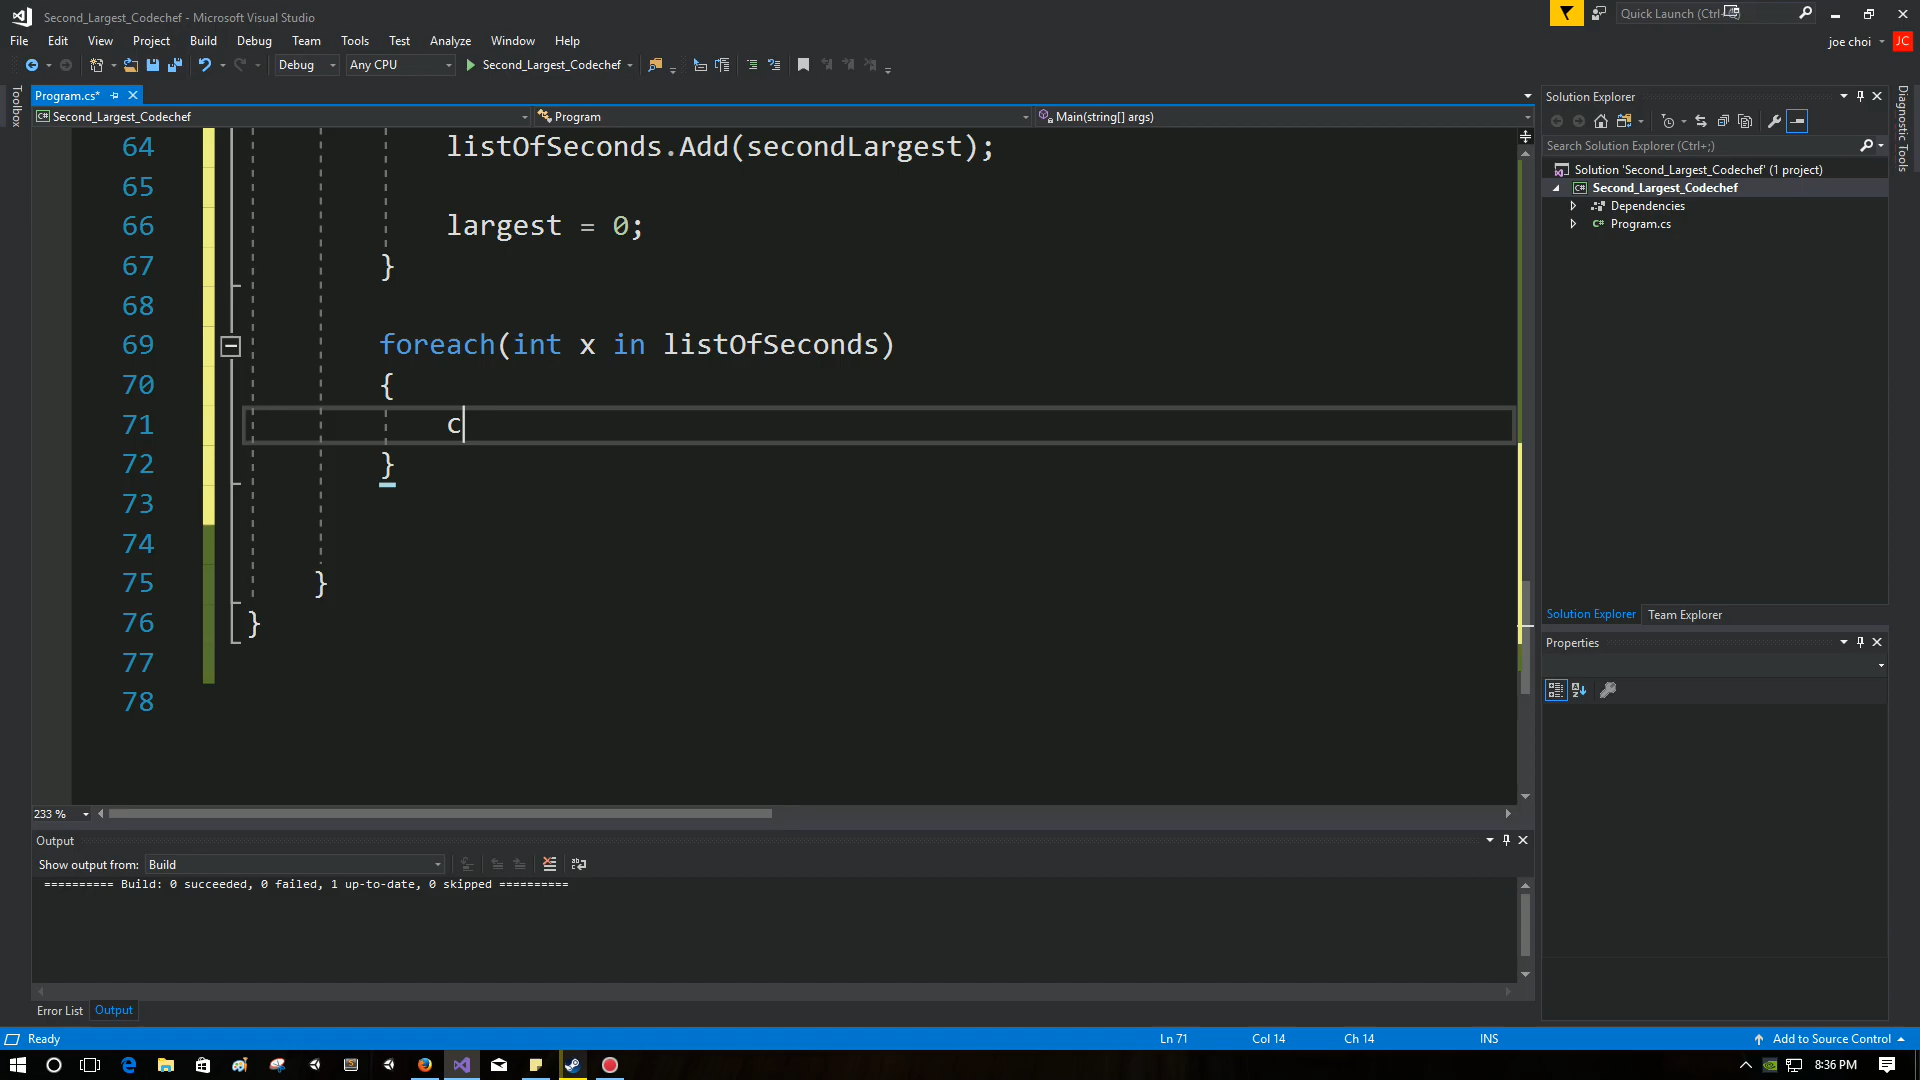 Second_Largest_Codechef - Microsoft Visual Studio
Quick Launch (Ctrl
File Edit View Project Build Debug Team Tools Test Analyze Window Help
joe choi JC
Debug Any CPU Second_Largest_Codechef
Toolbox
Program.cs*
Second_Largest_Codechef Program Main(string[] args)
64 listOfSeconds.Add(secondLargest);
65
66 largest = 0;
67 }
68
69 foreach(int x in listOfSeconds)
70 {
71 c
72 }
73
74
75 }
76 }
77
78
233 %
Output
Show output from: Build
========== Build: 0 succeeded, 0 failed, 1 up-to-date, 0 skipped ==========
Error List Output
Solution Explorer
Search Solution Explorer (Ctrl+;)
Solution 'Second_Largest_Codechef' (1 project)
C# Second_Largest_Codechef
Dependencies
C# Program.cs
Solution Explorer Team Explorer
Properties
Diagnostic Tools
Ready Ln 71 Col 14 Ch 14 INS Add to Source Control
8:36 PM